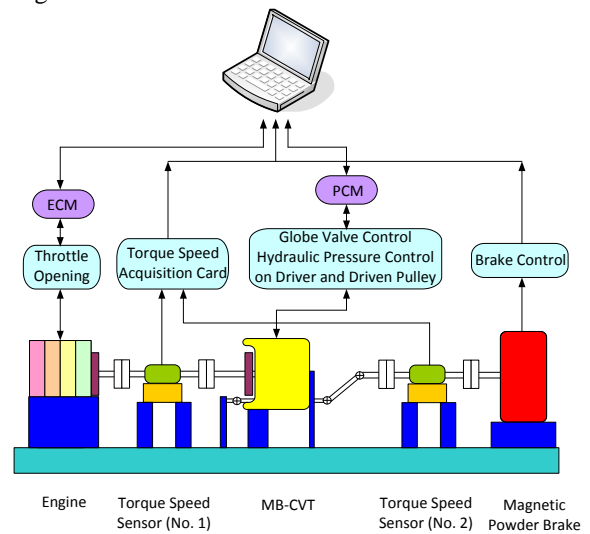 ECM
PCM
Throttle
Opening
Torque Speed
Acquisition Card
Globe Valve Control
Hydraulic Pressure Control
on Driver and Driven Pulley
Brake Control
Engine
Torque Speed
Sensor (No. 1)
MB-CVT
Torque Speed
Sensor (No. 2)
Magnetic
Powder Brake